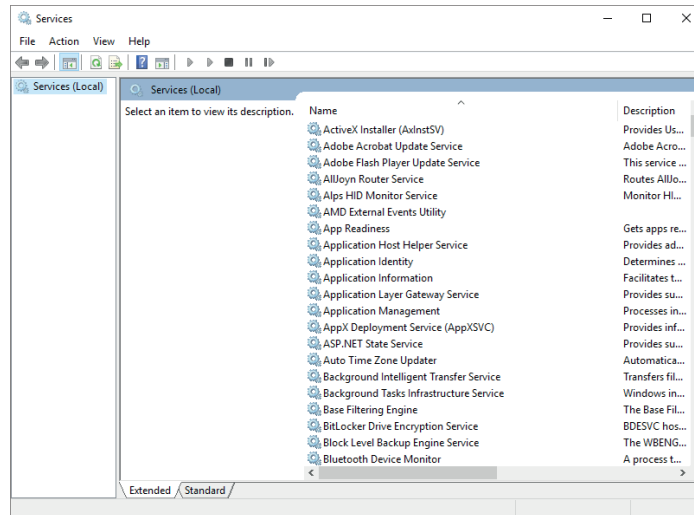 Services
File Action View Help
Services (Local)
Services (Local)
Select an item to view its description.
Name Description
ActiveX Installer (AxInstSV) Provides Us...
Adobe Acrobat Update Service Adobe Acro...
Adobe Flash Player Update Service This service ...
AllJoyn Router Service Routes AllJo...
Alps HID Monitor Service Monitor HI...
AMD External Events Utility
App Readiness Gets apps re...
Application Host Helper Service Provides ad...
Application Identity Determines ...
Application Information Facilitates t...
Application Layer Gateway Service Provides su...
Application Management Processes in...
AppX Deployment Service (AppXSVC) Provides inf...
ASP.NET State Service Provides su...
Auto Time Zone Updater Automatica...
Background Intelligent Transfer Service Transfers fil...
Background Tasks Infrastructure Service Windows in...
Base Filtering Engine The Base Fil...
BitLocker Drive Encryption Service BDESVC hos...
Block Level Backup Engine Service The WBENG...
Bluetooth Device Monitor A process t...
Extended Standard